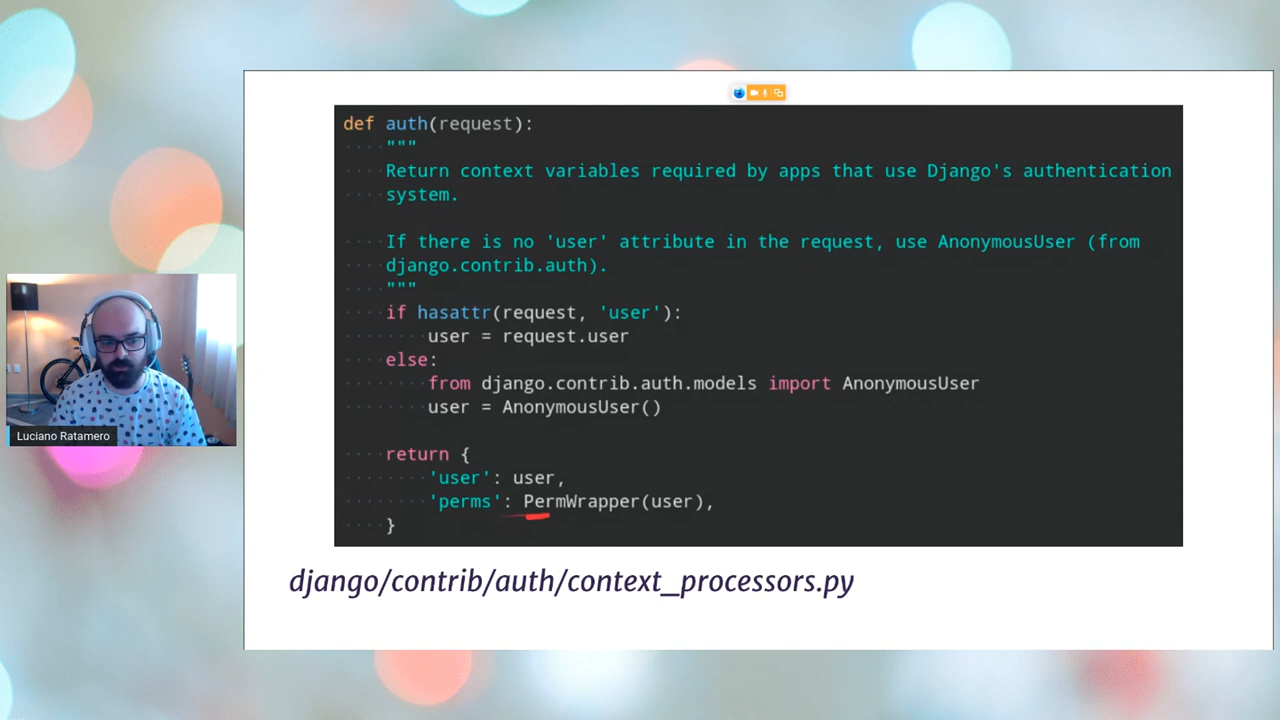 def auth(request):
"""
Return context variables required by apps that use Django's authentication
system.
If there is no 'user' attribute in the request, use AnonymousUser (from
django.contrib.auth).
"""
if hasattr(request, 'user'):
user = request.user
else:
from django.contrib.auth.models import AnonymousUser
user = AnonymousUser()
return {
'user': user,
'perms': PermWrapper(user),
}
django/contrib/auth/context_processors.py
Luciano Ratamero